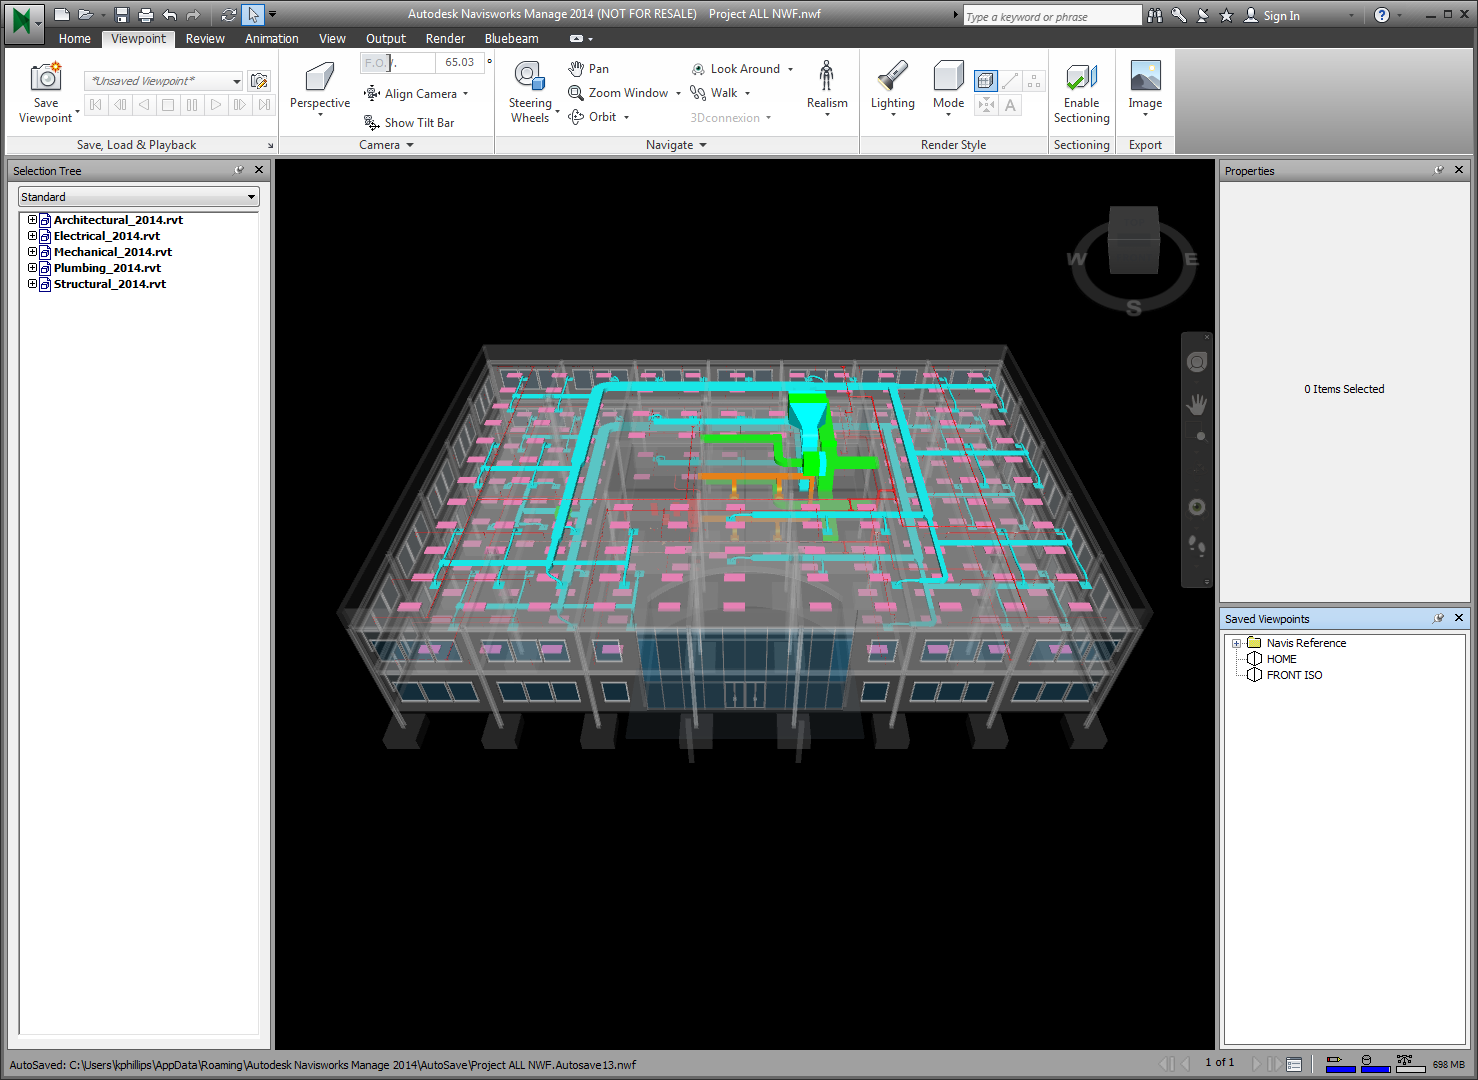 Autodesk Navisworks Manage 2014 (NOT FOR RESALE) Project ALL NWF.nwf
Type a keyword or phrase
Sign In
Home Viewpoint Review Animation View Output Render Bluebeam
Save Viewpoint
*Unsaved Viewpoint*
Save, Load & Playback
Perspective
F.O.V.
65.03 °
Align Camera
Show Tilt Bar
Camera
Steering Wheels
Pan
Zoom Window
Orbit
Look Around
Walk
3Dconnexion
Realism
Navigate
Lighting
Mode
A
Render Style
Enable Sectioning
Sectioning
Image
Export
Selection Tree
Standard
Architectural_2014.rvt
Electrical_2014.rvt
Mechanical_2014.rvt
Plumbing_2014.rvt
Structural_2014.rvt
W
E
S
Properties
0 Items Selected
Saved Viewpoints
Navis Reference
HOME
FRONT ISO
AutoSaved: C:\Users\kphillips\AppData\Roaming\Autodesk Navisworks Manage 2014\AutoSave\Project ALL NWF.Autosave13.nwf
1 of 1
698 MB